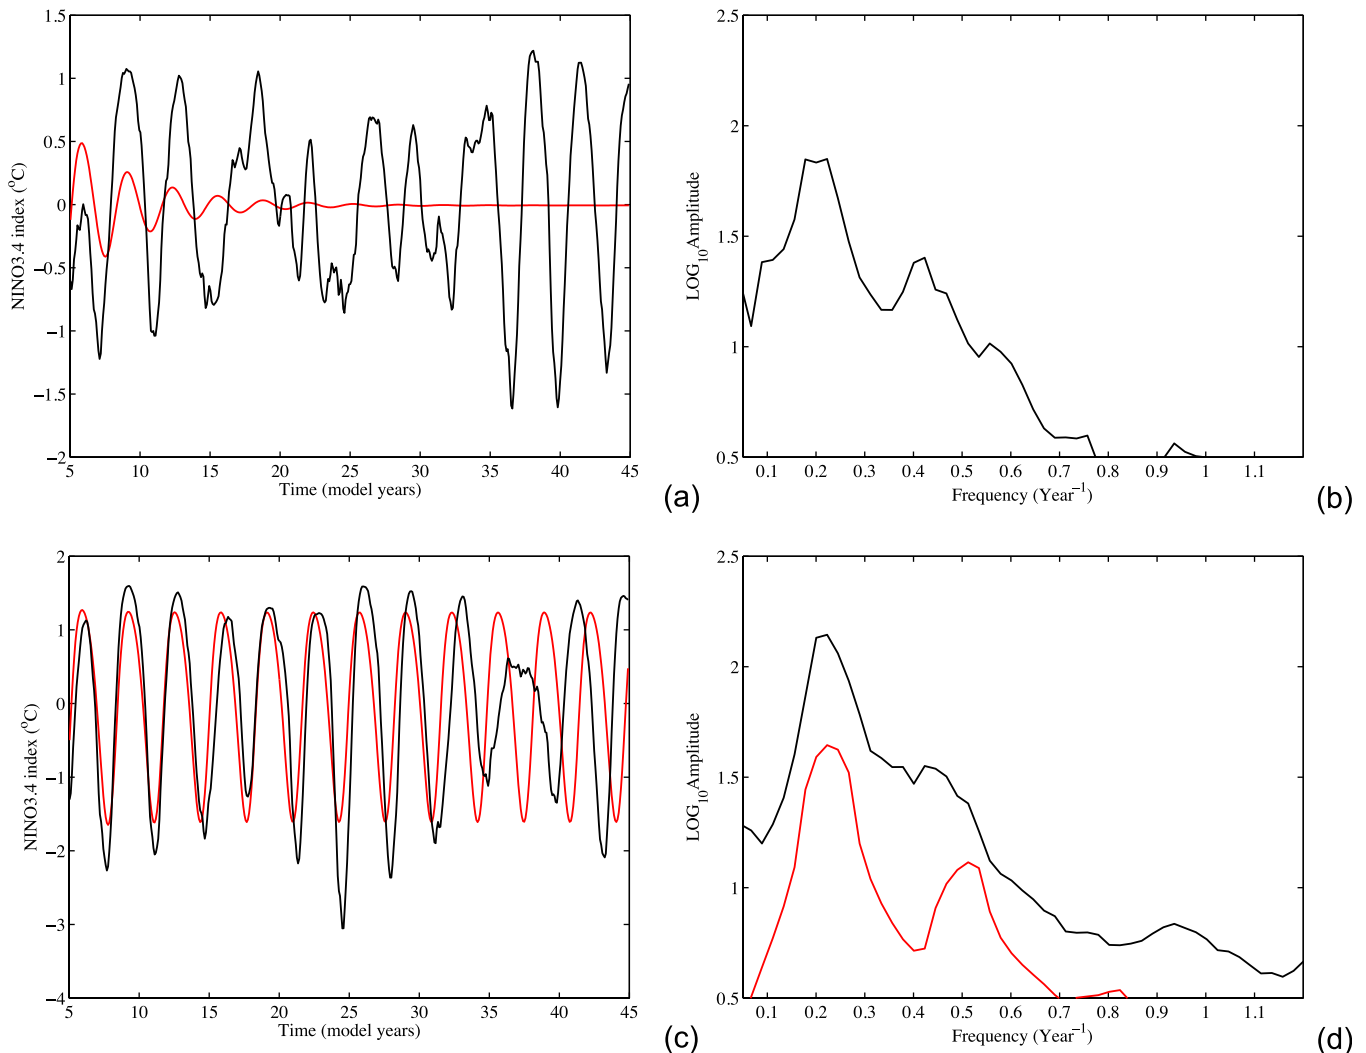 1.5
1
0.5
0
−0.5
−1
−1.5
−2
NINO3.4 index (°C)
5 10 15 20 25 30 35 40 45
Time (model years)
(a)
2.5
2
1.5
1
0.5
LOG10Amplitude
0.1 0.2 0.3 0.4 0.5 0.6 0.7 0.8 0.9 1 1.1
Frequency (Year−1)
(b)
2
1
0
−1
−2
−3
−4
NINO3.4 index (°C)
5 10 15 20 25 30 35 40 45
Time (model years)
(c)
2.5
2
1.5
1
0.5
LOG10Amplitude
0.1 0.2 0.3 0.4 0.5 0.6 0.7 0.8 0.9 1 1.1
Frequency (Year−1)
(d)